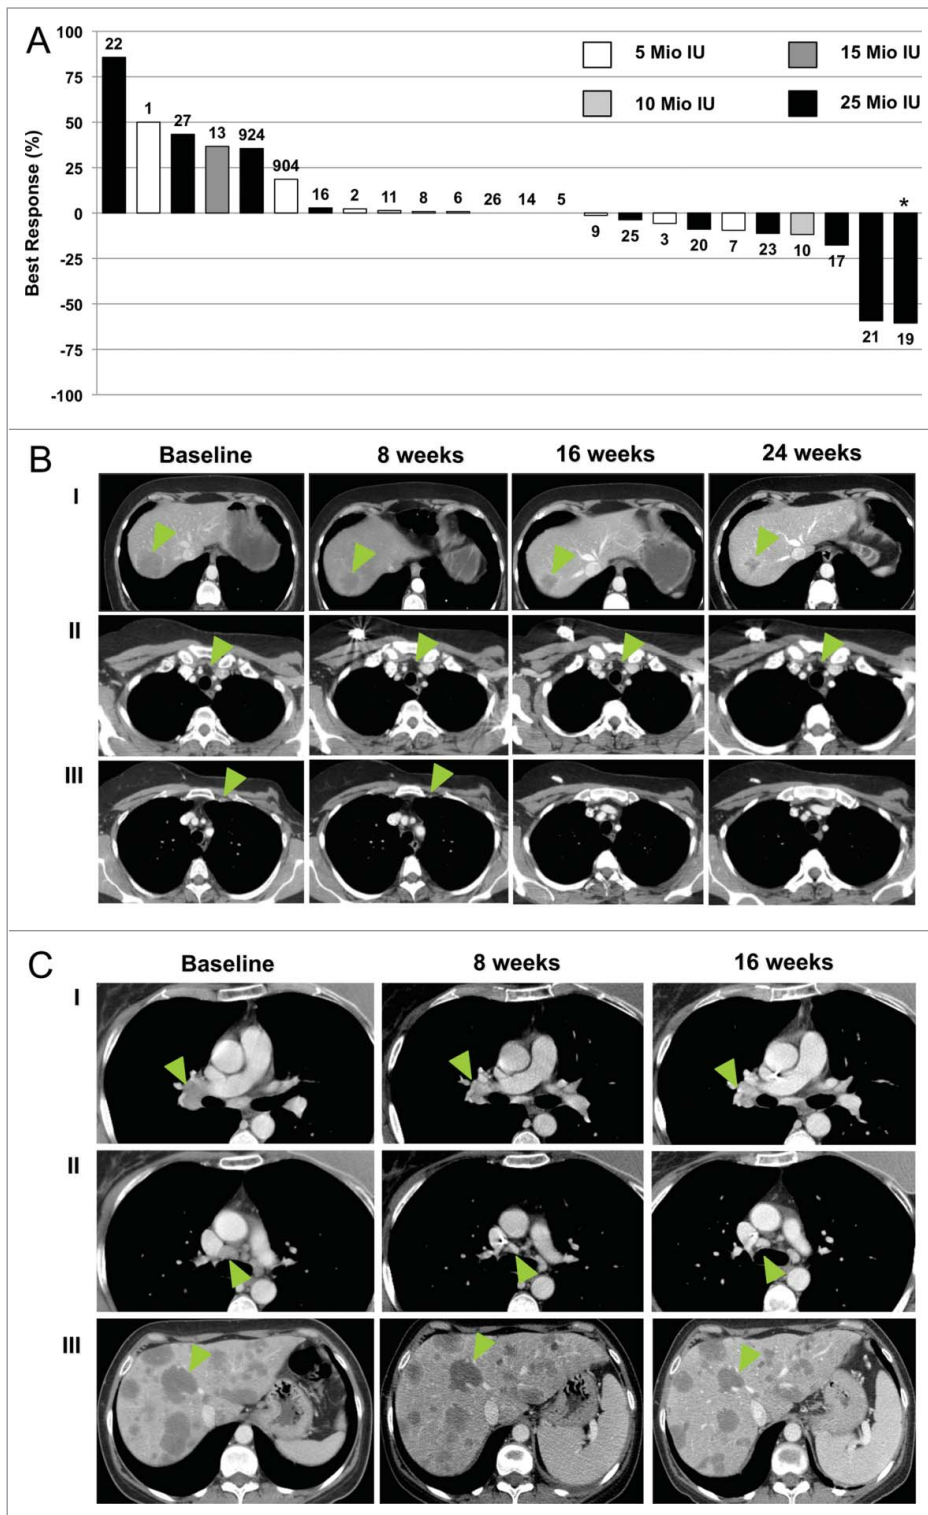 A
Best Response (%)
100
75
50
25
0
-25
-50
-75
-100
5 Mio IU
15 Mio IU
10 Mio IU
25 Mio IU
22
1
27
13
924
904
16
2
11
8
6
26
14
5
9
25
3
20
7
23
10
17
21
*
19
B
Baseline 8 weeks 16 weeks 24 weeks
I
II
III
C
Baseline 8 weeks 16 weeks
I
II
III